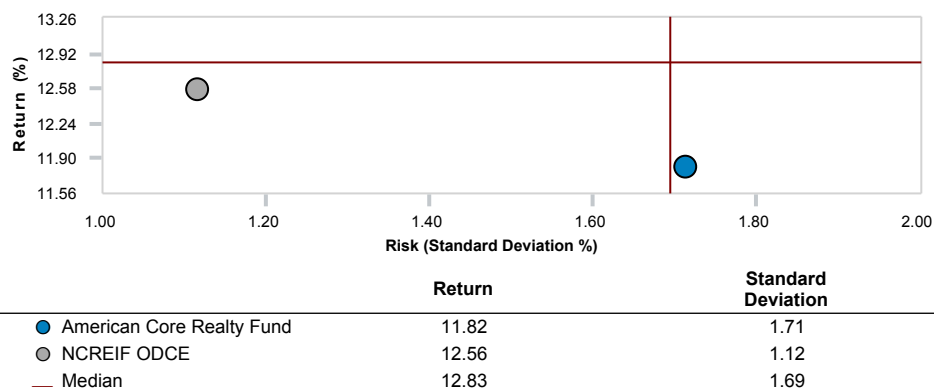 13.26
12.92
12.58
12.24
11.90
11.56
Return (%)
1.00 1.20 1.40 1.60 1.80 2.00
Risk (Standard Deviation %)
Return Standard Deviation
American Core Realty Fund 11.82 1.71
NCREIF ODCE 12.56 1.12
Median 12.83 1.69